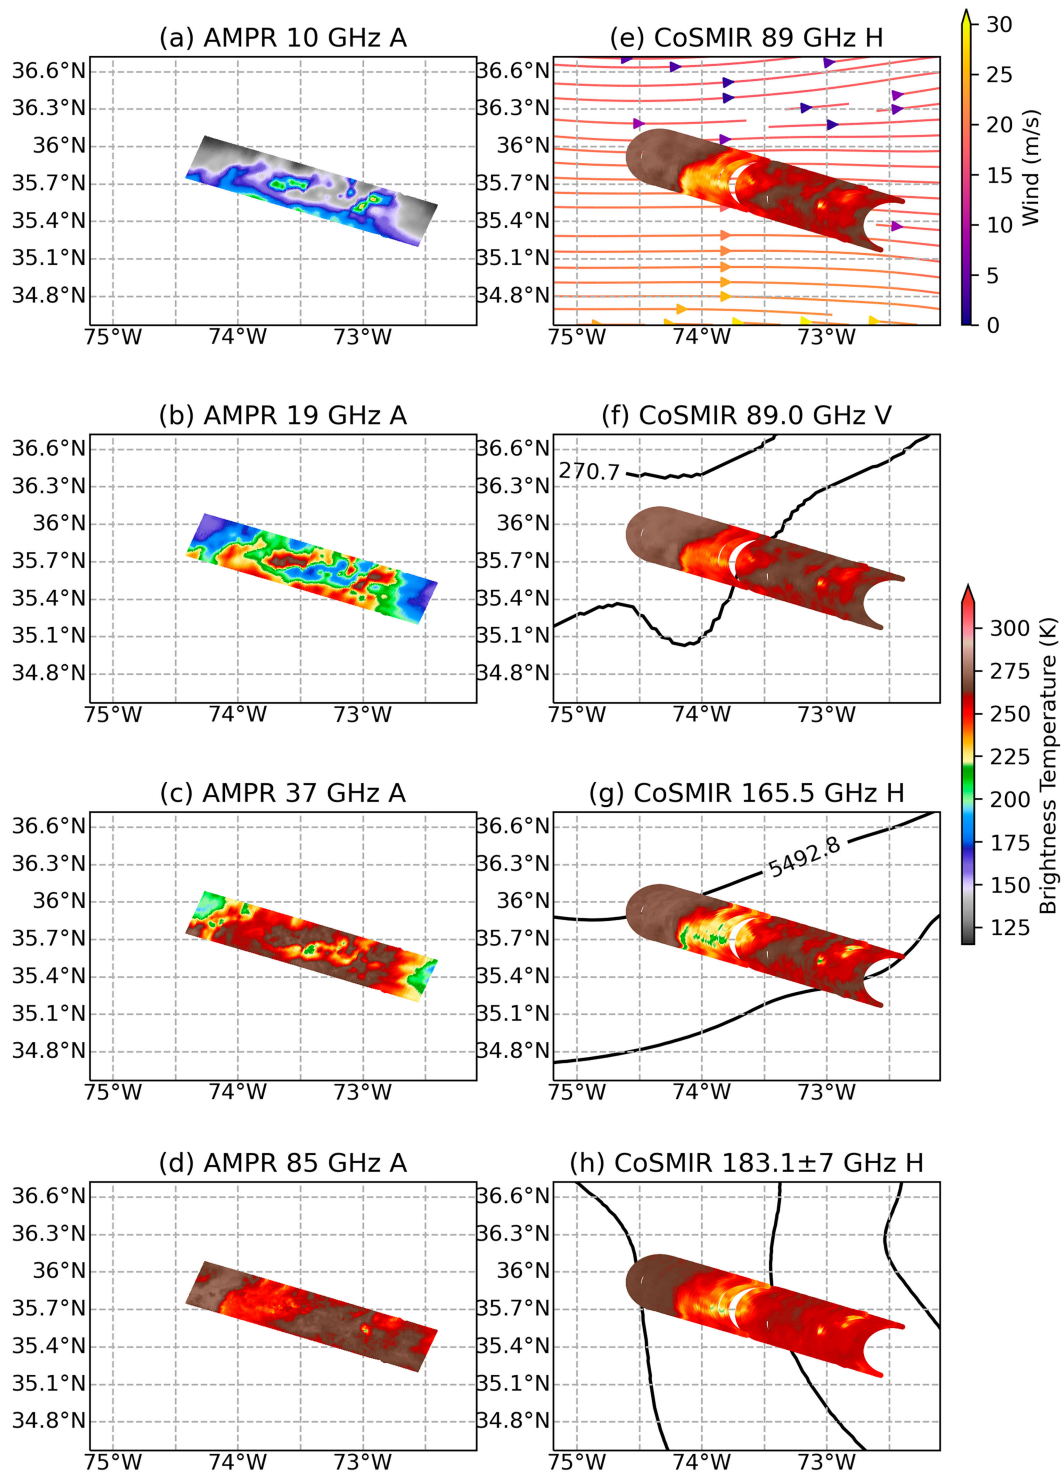 (a) AMPR 10 GHz A
36.6°N
36.3°N
36°N
35.7°N
35.4°N
35.1°N
34.8°N
75°W 74°W 73°W
(e) CoSMIR 89 GHz H
36.6°N
36.3°N
36°N
35.7°N
35.4°N
35.1°N
34.8°N
75°W 74°W 73°W
30
25
20
15
10
5
0
Wind (m/s)
(b) AMPR 19 GHz A
36.6°N
36.3°N
36°N
35.7°N
35.4°N
35.1°N
34.8°N
75°W 74°W 73°W
(f) CoSMIR 89.0 GHz V
36.6°N
36.3°N
36°N
35.7°N
35.4°N
35.1°N
34.8°N
270.7
75°W 74°W 73°W
(c) AMPR 37 GHz A
36.6°N
36.3°N
36°N
35.7°N
35.4°N
35.1°N
34.8°N
75°W 74°W 73°W
(g) CoSMIR 165.5 GHz H
36.6°N
36.3°N
36°N
35.7°N
35.4°N
35.1°N
34.8°N
5492.8
75°W 74°W 73°W
300
275
250
225
200
175
150
125
Brightness Temperature (K)
(d) AMPR 85 GHz A
36.6°N
36.3°N
36°N
35.7°N
35.4°N
35.1°N
34.8°N
75°W 74°W 73°W
(h) CoSMIR 183.1±7 GHz H
36.6°N
36.3°N
36°N
35.7°N
35.4°N
35.1°N
34.8°N
75°W 74°W 73°W